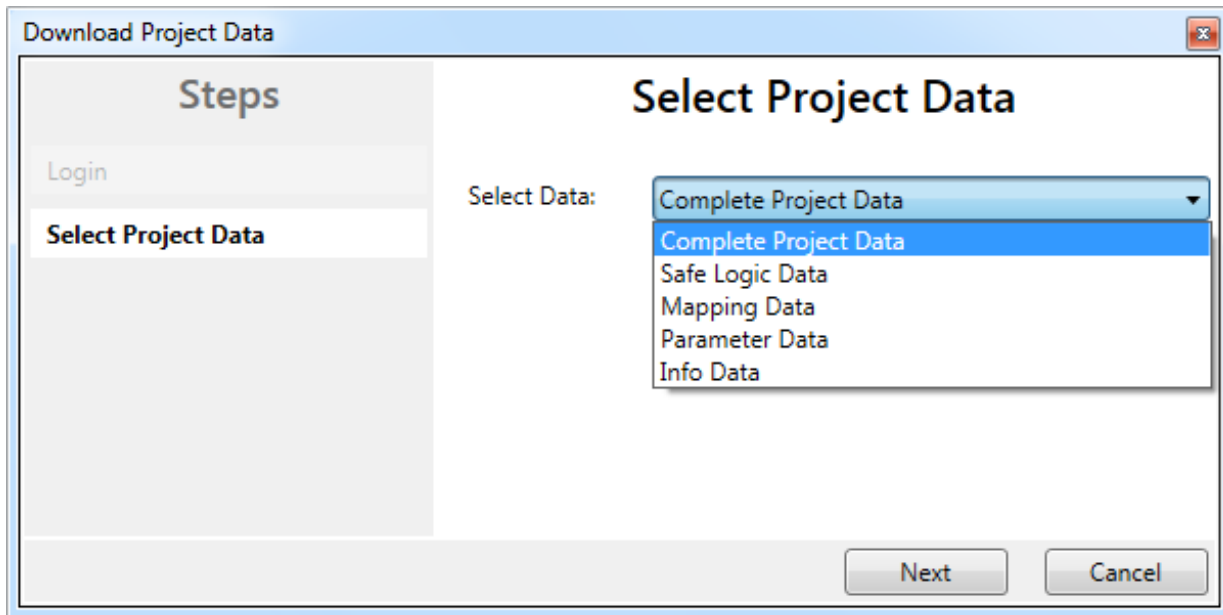 Download Project Data
Steps
Login
Select Project Data
Select Project Data
Select Data:
Complete Project Data
Complete Project Data
Safe Logic Data
Mapping Data
Parameter Data
Info Data
Next
Cancel